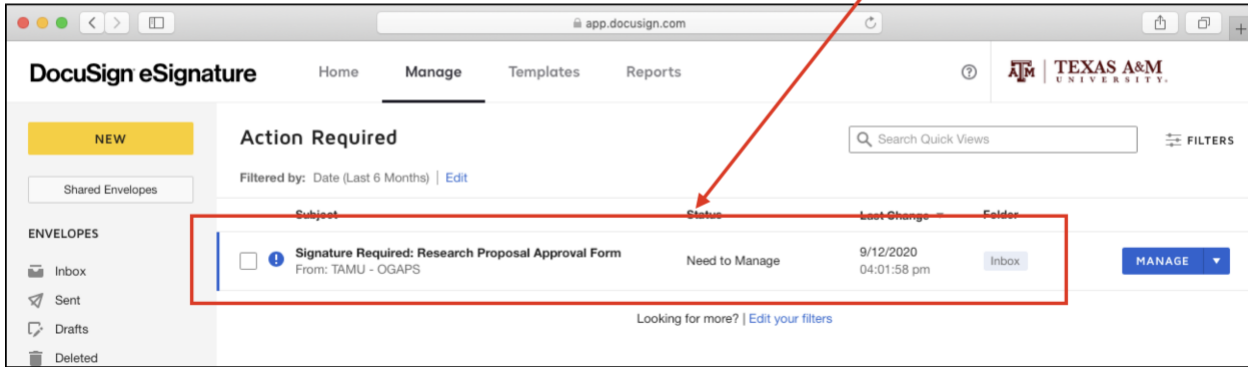 app.docusign.com
DocuSign eSignature
Home
Manage
Templates
Reports
TEXAS A&M
UNIVERSITY
NEW
Shared Envelopes
ENVELOPES
Inbox
Sent
Drafts
Deleted
Action Required
Search Quick Views
FILTERS
Filtered by: Date (Last 6 Months) | Edit
Subject Status Last Change Folder
Signature Required: Research Proposal Approval Form
From: TAMU - OGAPS
Need to Manage
9/12/2020
04:01:58 pm
Inbox
MANAGE
Looking for more? | Edit your filters